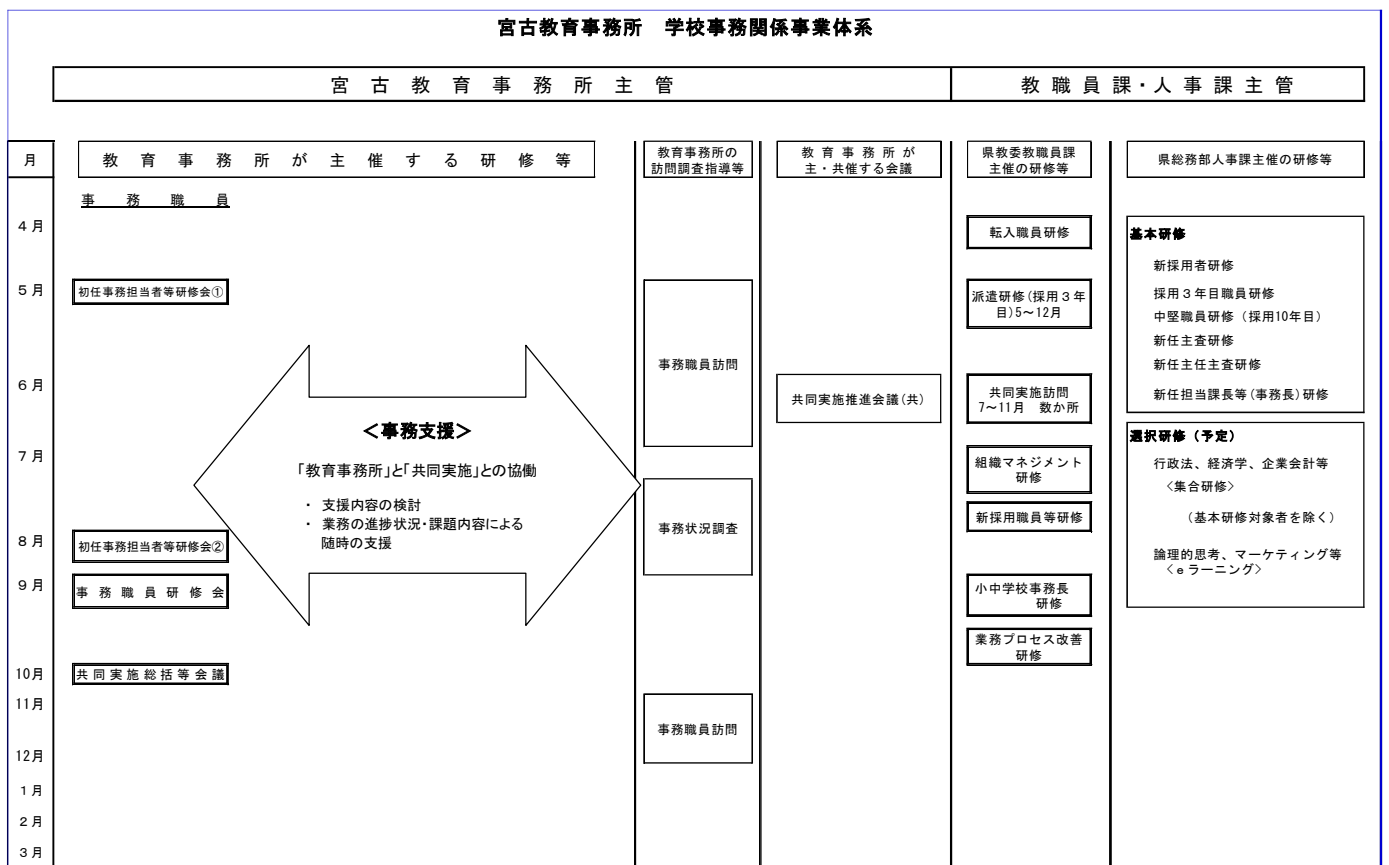 宮古教育事務所　学校事務関係事業体系
宮古教育事務所主管
教職員課・人事課主管
月
教育事務所が主催する研修等
教育事務所の
訪問調査指導等
教育事務所が
主・共催する会議
県教委教職員課
主催の研修等
県総務部人事課主催の研修等
事務職員
4月
5月
6月
7月
8月
9月
10月
11月
12月
1月
2月
3月
初任事務担当者等研修会①
初任事務担当者等研修会②
事務職員研修会
共同実施総括等会議
＜事務支援＞
「教育事務所」と「共同実施」との協働
・ 支援内容の検討
・ 業務の進捗状況・課題内容による
随時の支援
事務職員訪問
事務状況調査
事務職員訪問
共同実施推進会議(共)
転入職員研修
派遣研修(採用３年
目)5～12月
共同実施訪問
7～11月　数か所
組織マネジメント
研修
新採用職員等研修
小中学校事務長
研修
業務プロセス改善
研修
基本研修
新採用者研修
採用３年目職員研修
中堅職員研修（採用10年目）
新任主査研修
新任主任主査研修
新任担当課長等(事務長)研修
選択研修（予定）
行政法、経済学、企業会計等
＜集合研修＞
（基本研修対象者を除く）
論理的思考、マーケティング等
＜ｅラーニング＞